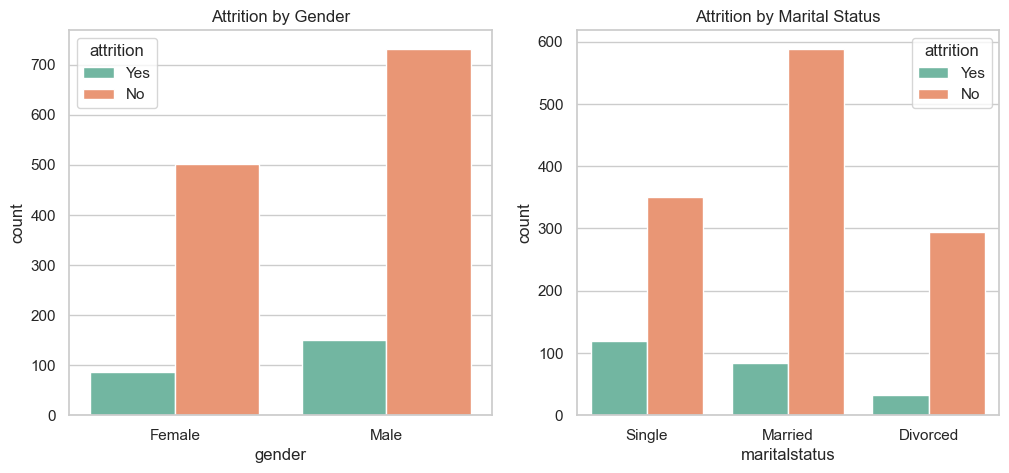 Attrition by Gender
attrition
Yes
No
700
600
500
400
300
200
100
0
count
Female
Male
gender
Attrition by Marital Status
attrition
Yes
No
600
500
400
300
200
100
0
count
Single
Married
Divorced
maritalstatus